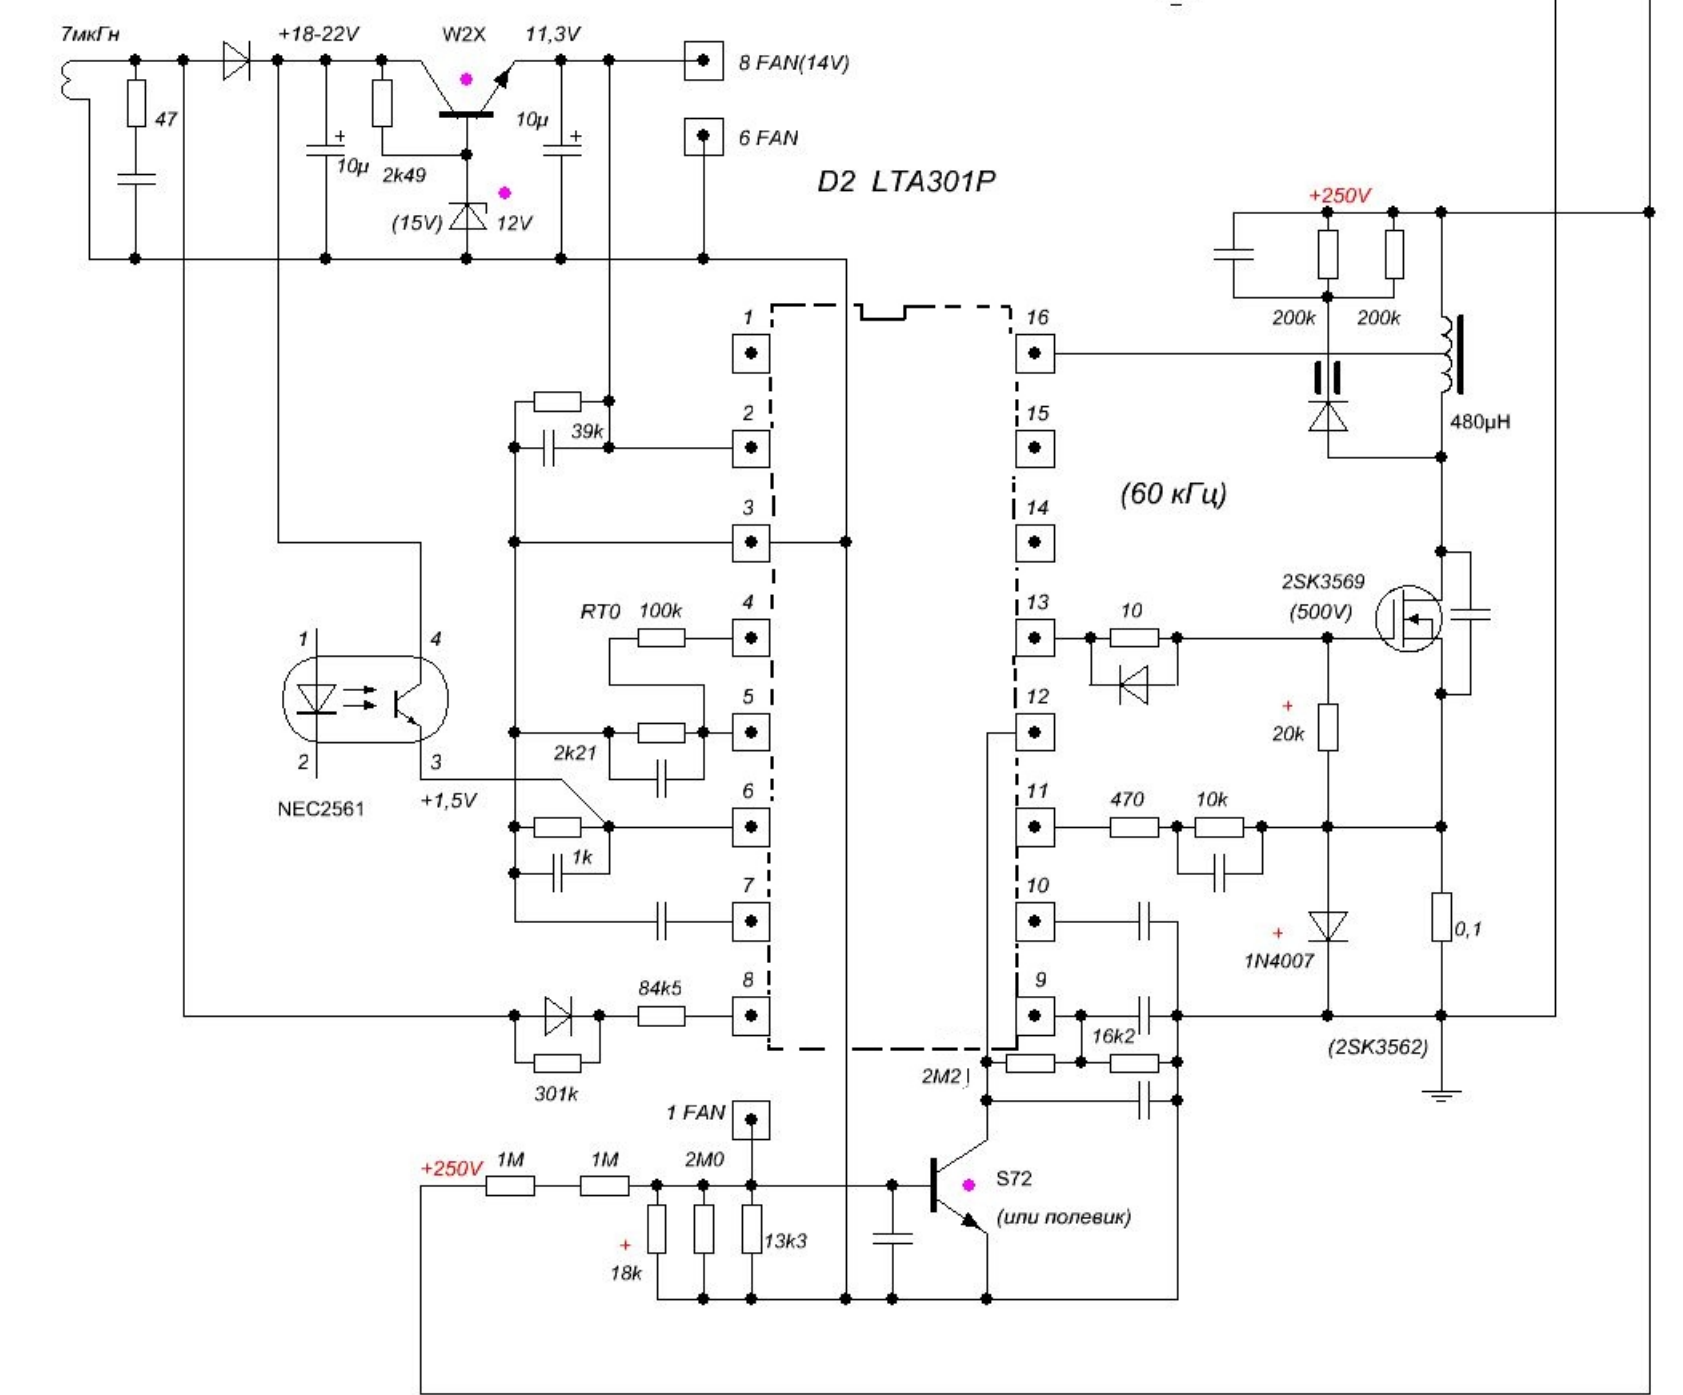 7мкГн
+18-22V
W2X
11,3V
8 FAN(14V)
47
+
10µ
2k49
10µ
+
6 FAN
(15V)
12V
D2 LTA301P
+250V
200k
200k
480µH
1
16
2
15
39k
(60 кГц)
3
14
4
13
RT0 100k
10
2SK3569
(500V)
1
4
5
12
2k21
+
20k
2
3
NEC2561
+1,5V
6
11
470
10k
1k
7
10
0,1
+
1N4007
8
9
84k5
16k2
(2SK3562)
301k
2M2
1 FAN
+250V
1M
1M
2M0
S72
(или полевик)
+
18k
13k3